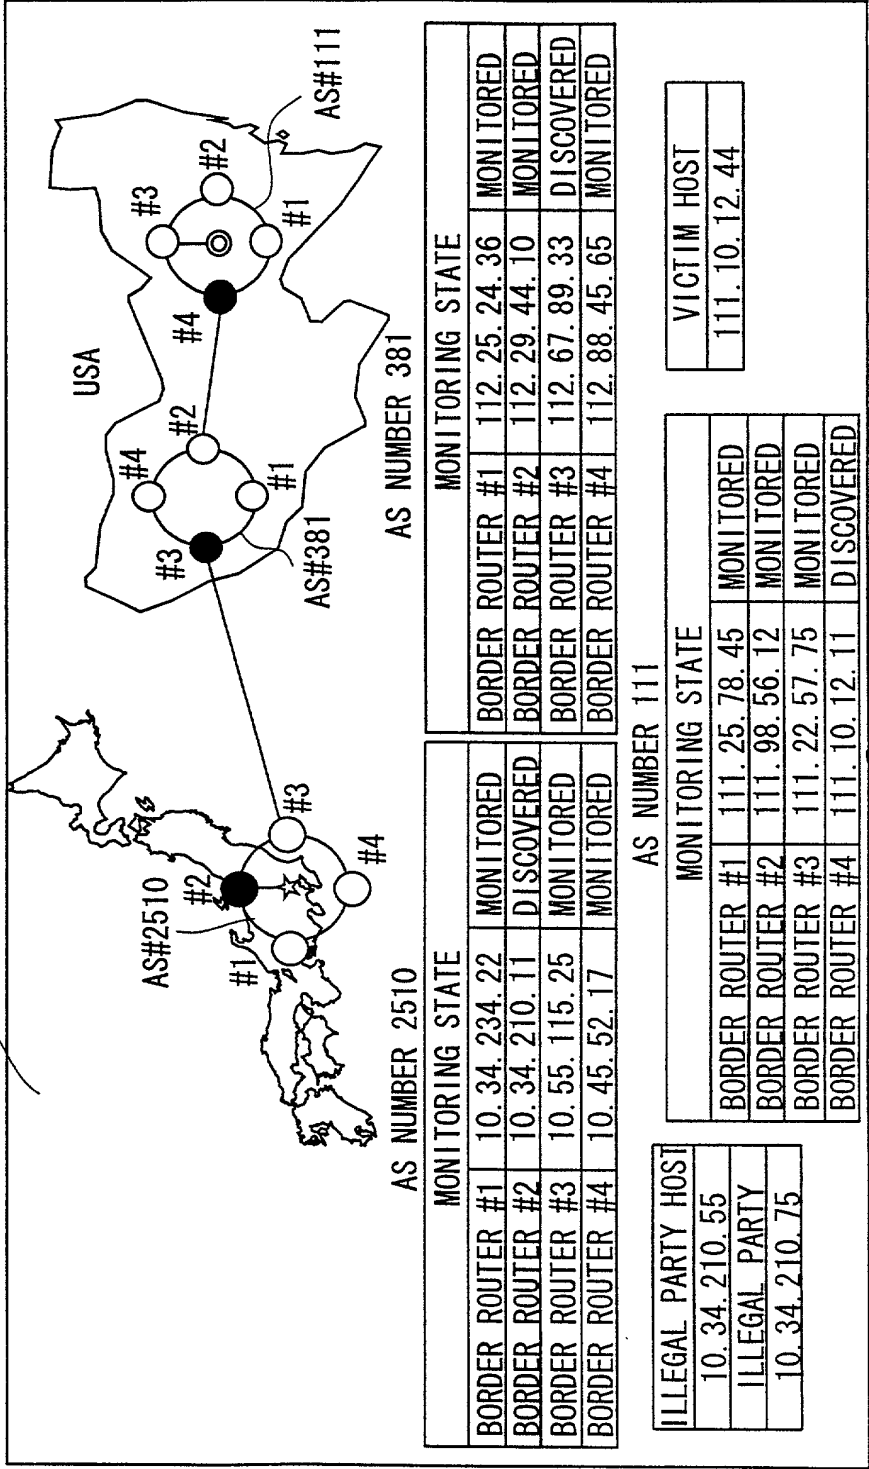 USA
AS#2510
#1
#2
#3
#4
#3
#4
#2
#1
AS#381
#4
#3
#2
#1
AS#111
AS NUMBER 2510
MONITORING STATE
BORDER ROUTER #1 10.34.234.22 MONITORED
BORDER ROUTER #2 10.34.210.11 DISCOVERED
BORDER ROUTER #3 10.55.115.25 MONITORED
BORDER ROUTER #4 10.45.52.17 MONITORED
AS NUMBER 381
MONITORING STATE
BORDER ROUTER #1 112.25.24.36 MONITORED
BORDER ROUTER #2 112.29.44.10 MONITORED
BORDER ROUTER #3 112.67.89.33 DISCOVERED
BORDER ROUTER #4 112.88.45.65 MONITORED
ILLEGAL PARTY HOST
10.34.210.55
ILLEGAL PARTY
10.34.210.75
AS NUMBER 111
MONITORING STATE
BORDER ROUTER #1 111.25.78.45 MONITORED
BORDER ROUTER #2 111.98.56.12 MONITORED
BORDER ROUTER #3 111.22.57.75 MONITORED
BORDER ROUTER #4 111.10.12.11 DISCOVERED
VICTIM HOST
111.10.12.44